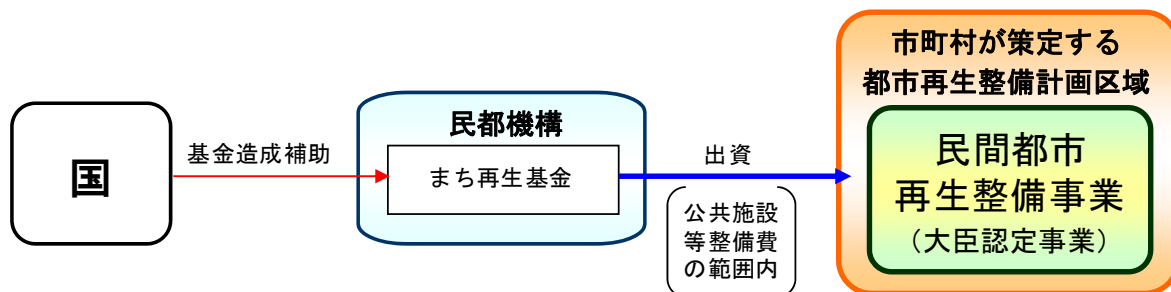 国
基金造成補助
民都機構
まち再生基金
出資
公共施設
等整備費
の範囲内
市町村が策定する
都市再生整備計画区域
民間都市
再生整備事業
（大臣認定事業）